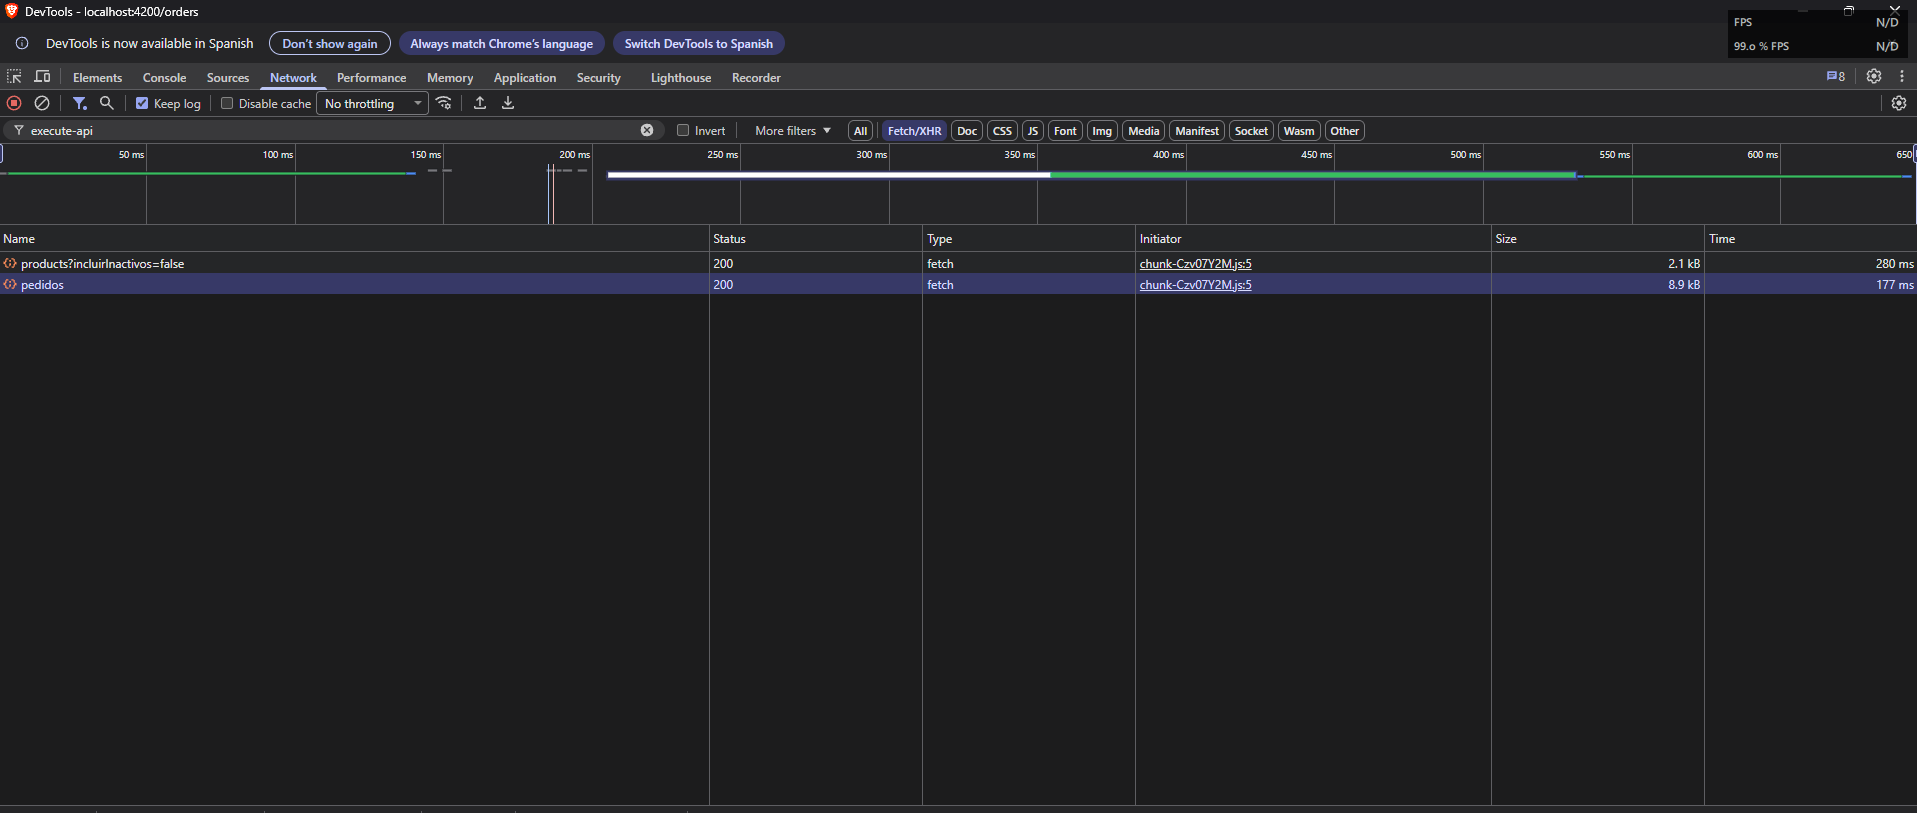 DevTools - localhost:4200/orders
FPS N/D
99.0 % FPS N/D
DevTools is now available in Spanish Don't show again Always match Chrome's language Switch DevTools to Spanish
Elements Console Sources Network Performance Memory Application Security Lighthouse Recorder 8
Keep log Disable cache No throttling
execute-api Invert More filters All Fetch/XHR Doc CSS JS Font Img Media Manifest Socket Wasm Other
50 ms 100 ms 150 ms 200 ms 250 ms 300 ms 350 ms 400 ms 450 ms 500 ms 550 ms 600 ms 650
Name Status Type Initiator Size Time
products?incluirInactivos=false 200 fetch chunk-Czv07Y2M.js:5 2.1 kB 280 ms
pedidos 200 fetch chunk-Czv07Y2M.js:5 8.9 kB 177 ms